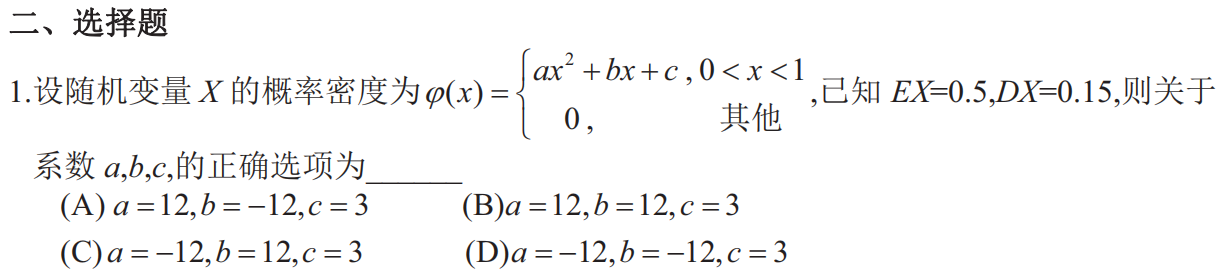 二、选择题
1.设随机变量 X 的概率密度为 φ(x) = { ax² + bx + c , 0 < x < 1
0 , 其他
,已知 EX=0.5,DX=0.15,则关于
系数 a,b,c,的正确选项为______
(A) a = 12, b = −12, c = 3 (B)a = 12, b = 12, c = 3
(C) a = −12, b = 12, c = 3 (D)a = −12, b = −12, c = 3